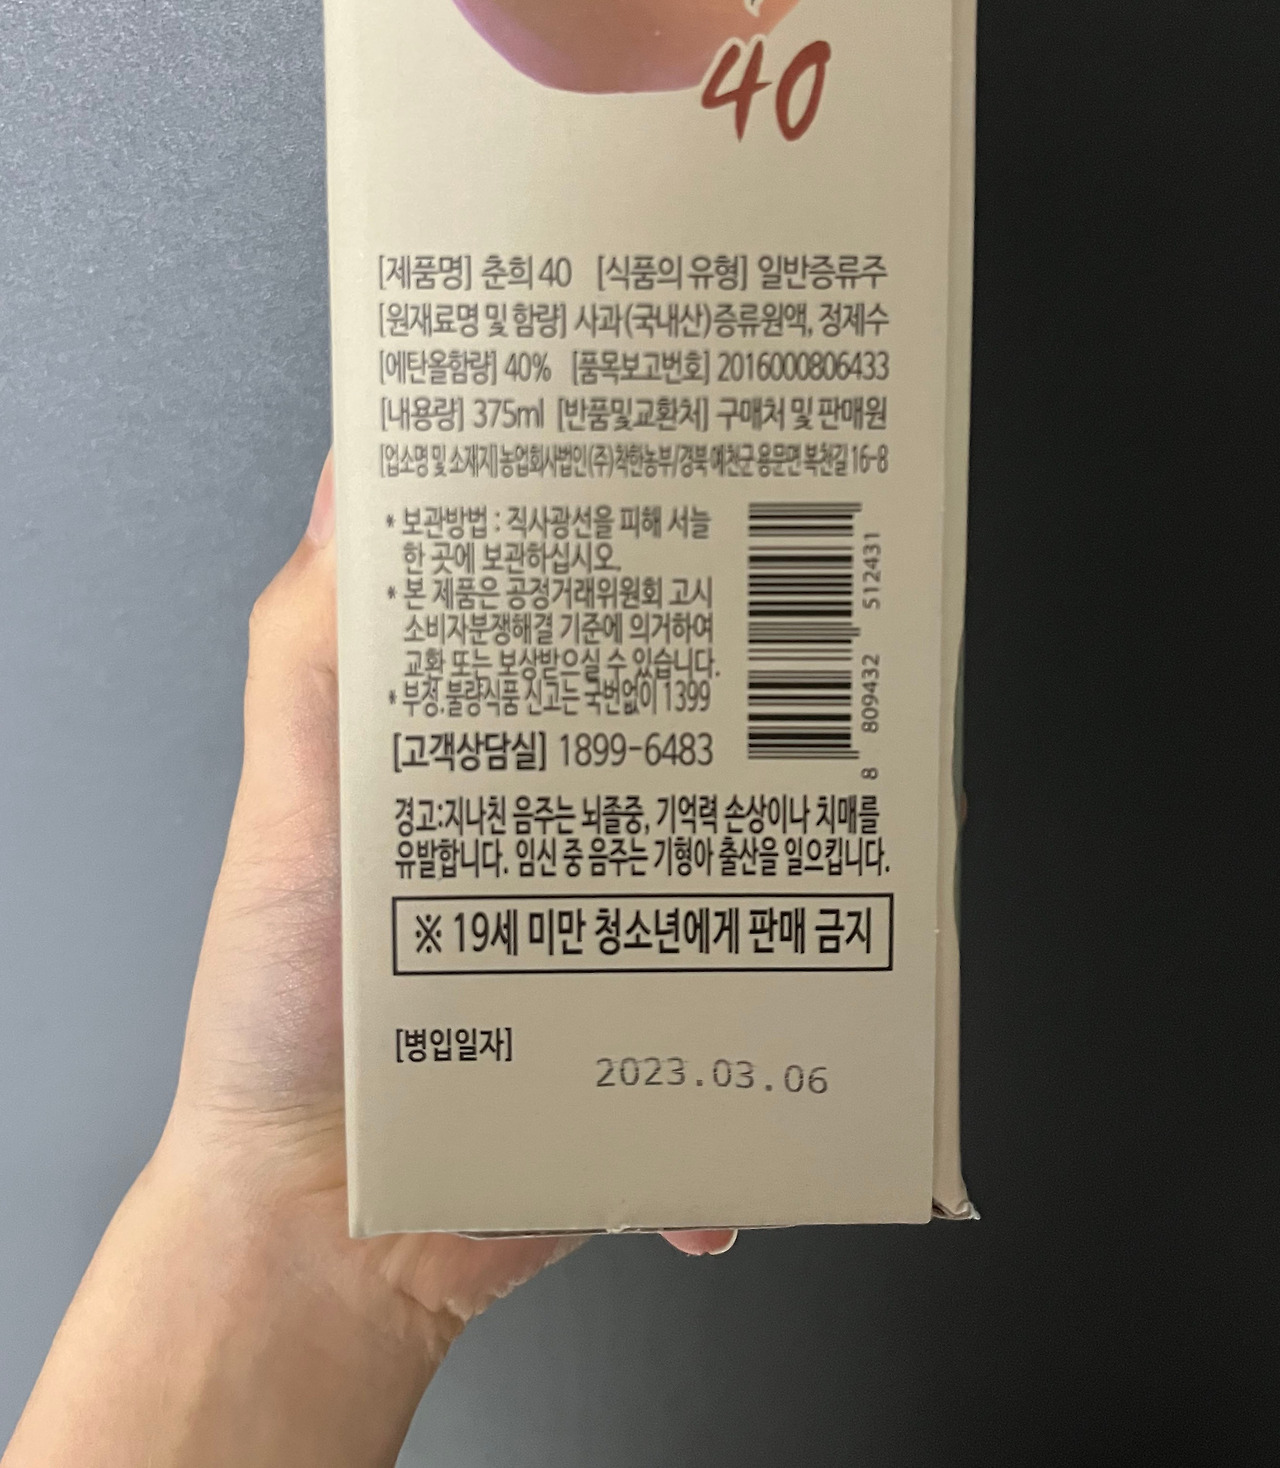 40
[제품명] 춘희 40 [식품의 유형] 일반증류주
[원재료명 및 함량] 사과(국내산)증류원액, 정제수
[에탄올함량] 40% [품목보고번호] 2016000806433
[내용량] 375ml [반품및교환처] 구매처 및 판매원
[업소명 및 소재지] 농업회사법인(주)착한농부/경북 예천군 용문면 복천길 16-8
* 보관방법 : 직사광선을 피해 서늘
한 곳에 보관하십시오.
* 본 제품은 공정거래위원회 고시
소비자분쟁해결 기준에 의거하여
교환 또는 보상받으실 수 있습니다.
* 부정.불량식품 신고는 국번없이 1399
[고객상담실] 1899-6483
8 809432 512431
경고:지나친 음주는 뇌졸중, 기억력 손상이나 치매를
유발합니다. 임신 중 음주는 기형아 출산을 일으킵니다.
※ 19세 미만 청소년에게 판매 금지
[병입일자]
2023.03.06